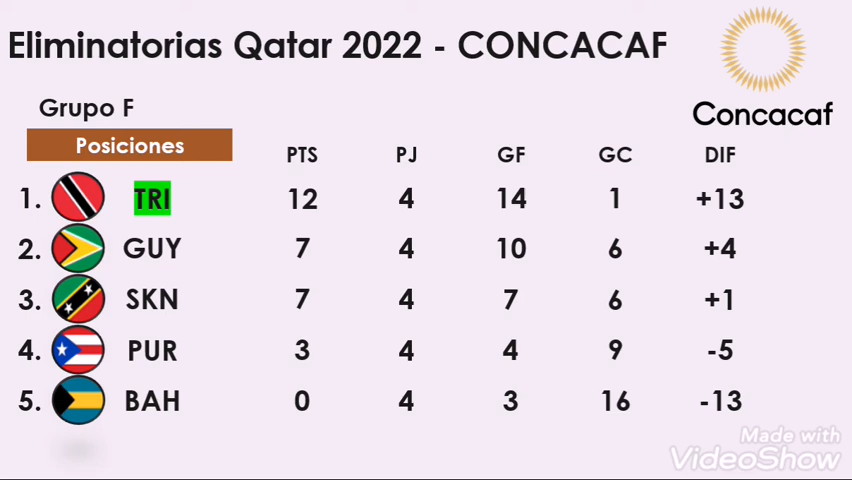 Eliminatorias Qatar 2022 - CONCACAF
Concacaf
Grupo F
Posiciones PTS PJ GF GC DIF
1. TRI 12 4 14 1 +13
2. GUY 7 4 10 6 +4
3. SKN 7 4 7 6 +1
4. PUR 3 4 4 9 -5
5. BAH 0 4 3 16 -13
Made with
VideoShow